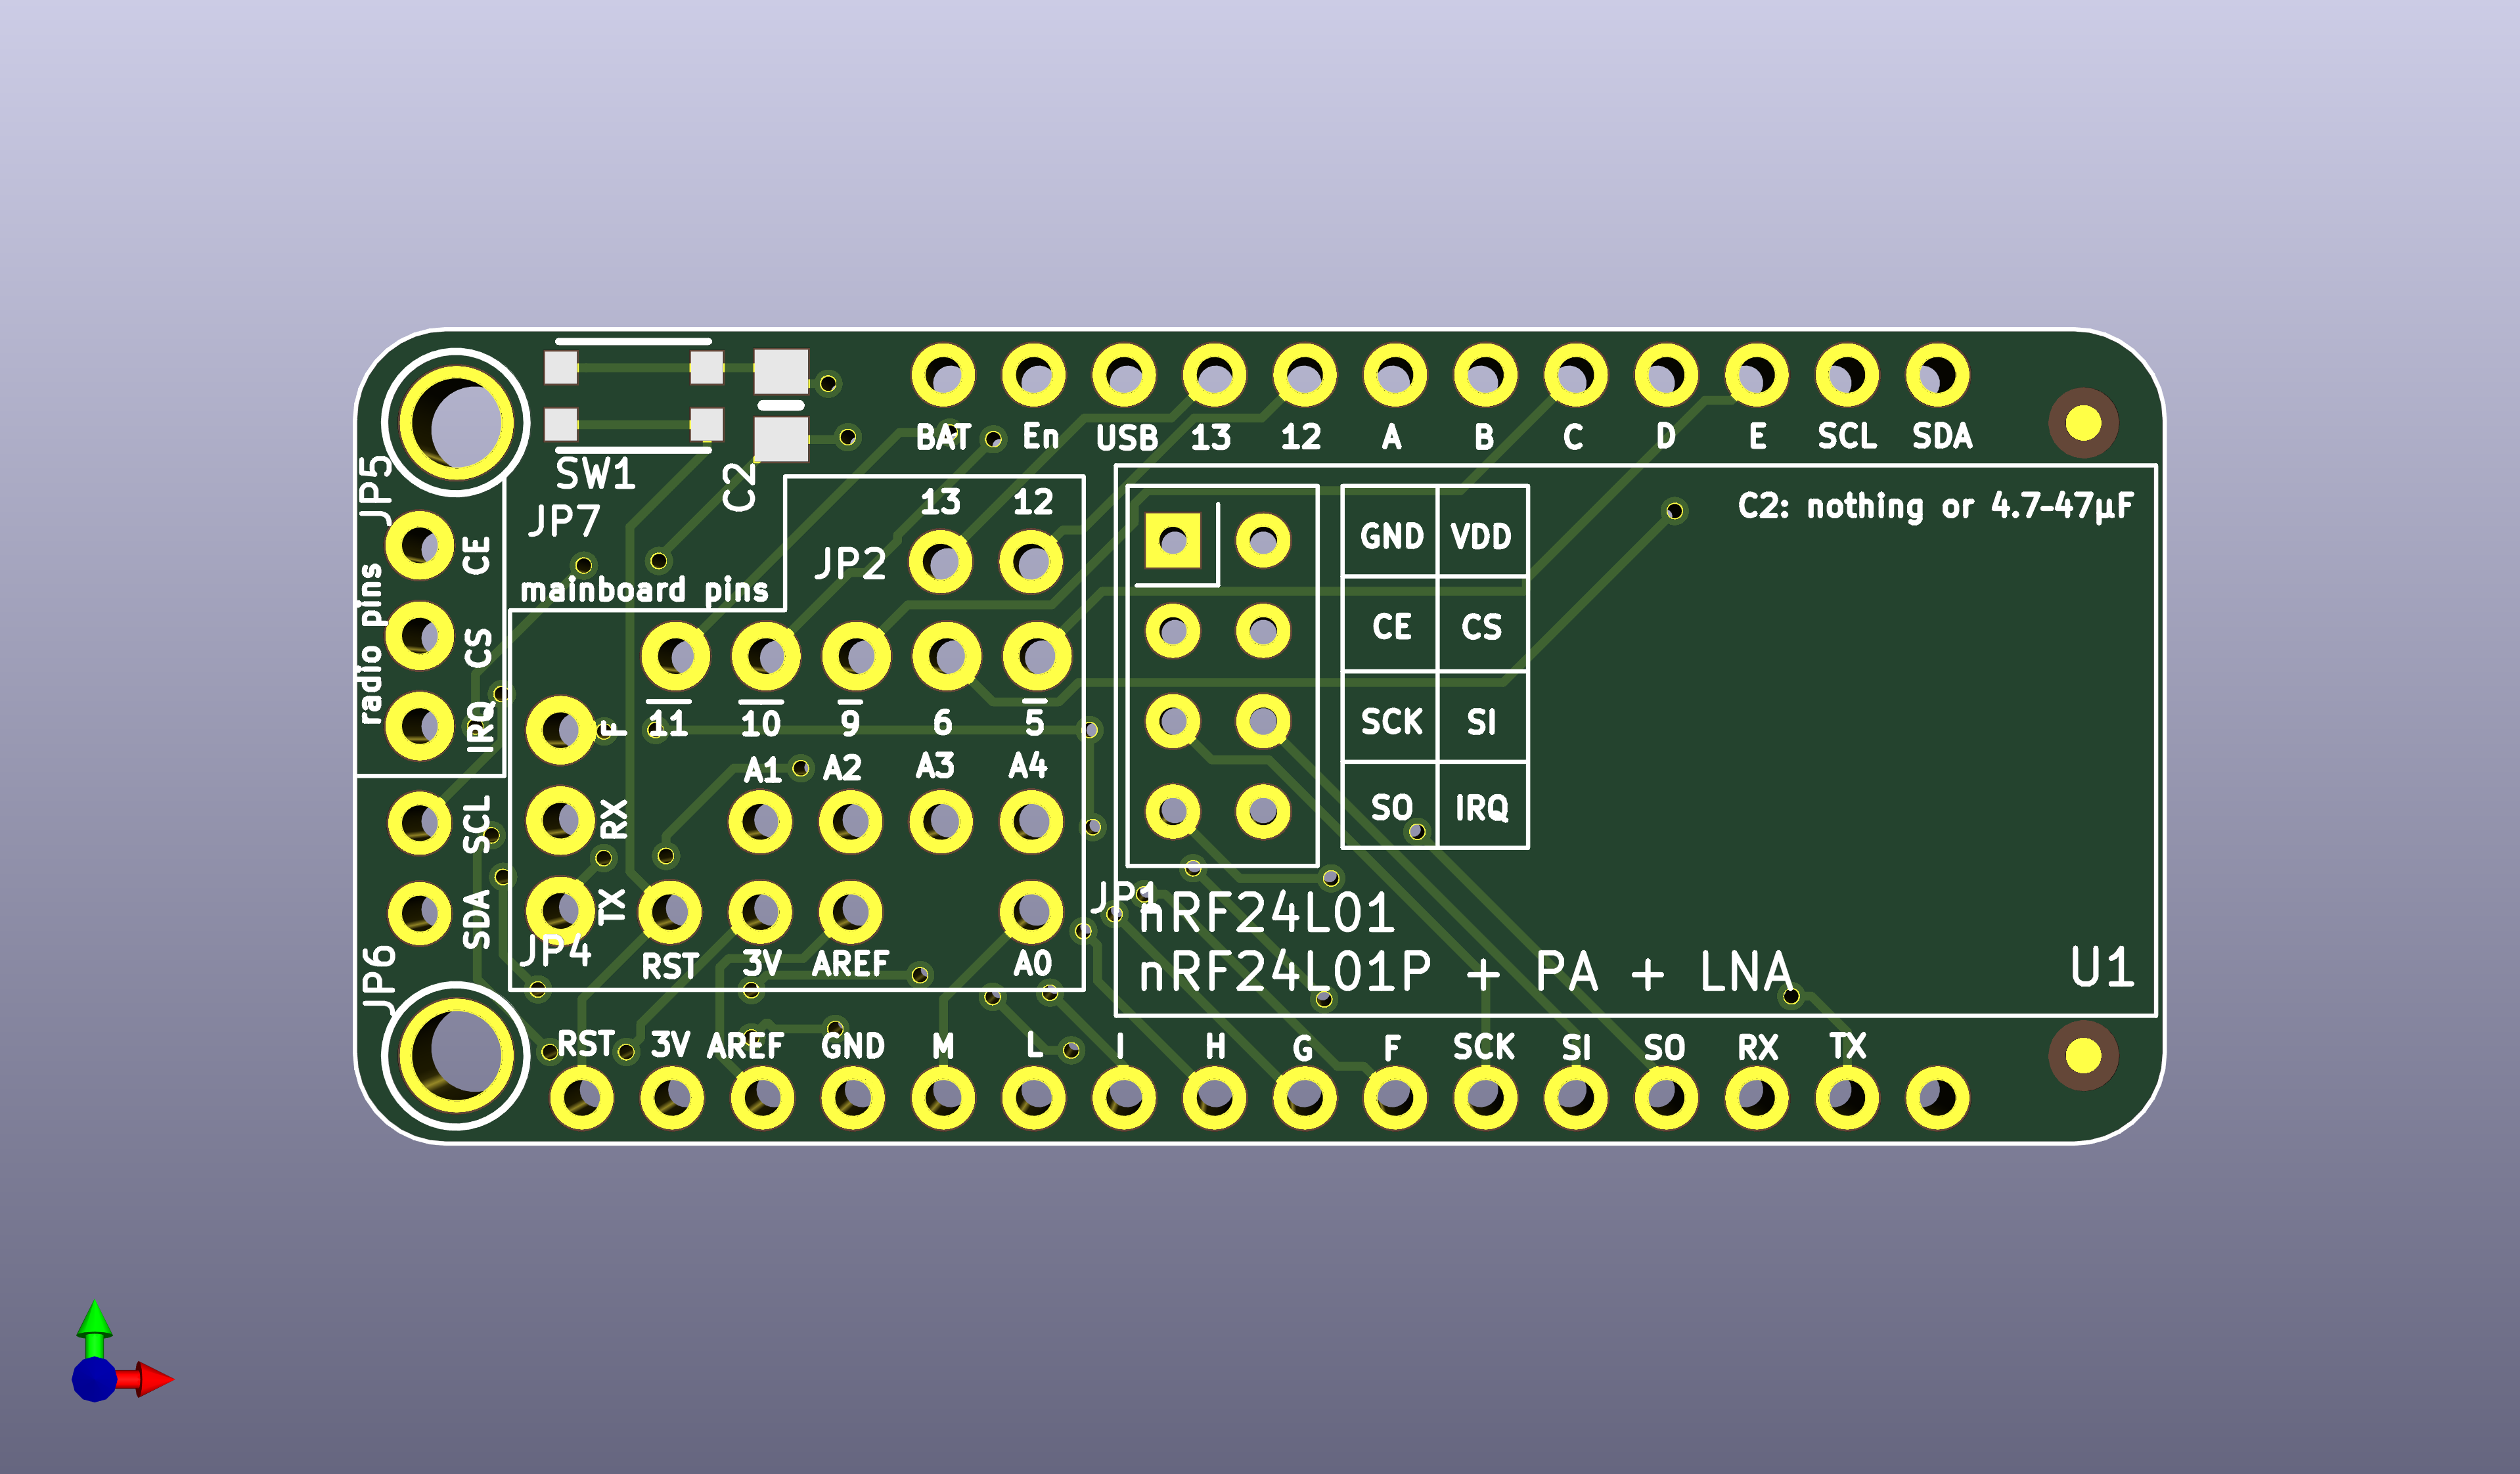 BAT En USB 13 12 A B C D E SCL SDA
SW1
C2
JP5
JP7
13 12
JP2
C2: nothing or 4.7-47µF
GND VDD
CE CS
SCK SI
SO IRQ
radio pins
CE
CS
IRQ
mainboard pins
11 10 9 6 5
F
A1 A2 A3 A4
RX
TX
SCL
SDA
JP6
JP4
RST 3V AREF A0
JP1
nRF24L01
nRF24L01P + PA + LNA
U1
RST 3V AREF GND M L I H G F SCK SI SO RX TX